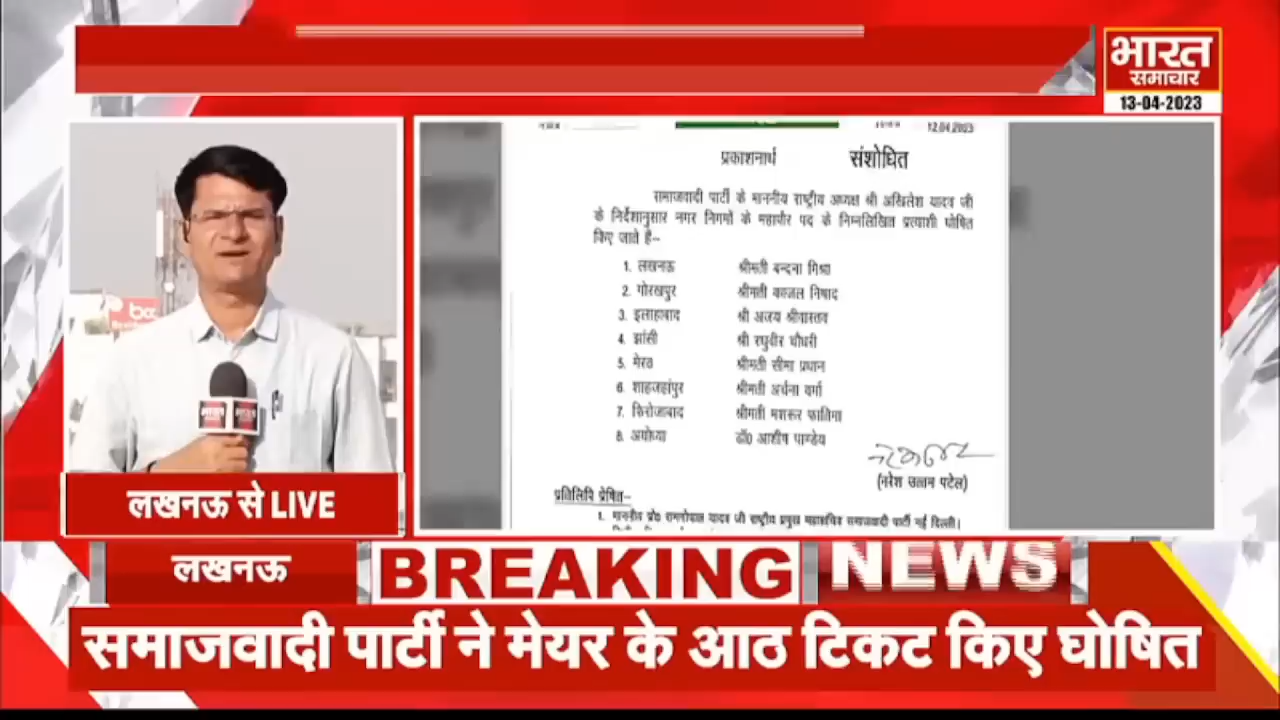 भारत
समाचार
13-04-2023
12.04.2023
प्रकाशनार्थ संशोधित
समाजवादी पार्टी के माननीय राष्ट्रीय अध्यक्ष श्री अखिलेश यादव जी
के निर्देशानुसार नगर निगमों के महापौर पद के निम्नलिखित प्रत्याशी घोषित
किए जाते हैं–
1. लखनऊ श्रीमती बन्दना मिश्रा
2. गोरखपुर श्रीमती काजल निषाद
3. इलाहाबाद श्री अजय श्रीवास्तव
4. झांसी श्री रघुवीर चौधरी
5. मेरठ श्रीमती सीमा प्रधान
6. शाहजहांपुर श्रीमती अर्चना वर्मा
7. फिरोजाबाद श्रीमती मशरूर फातिमा
8. अयोध्या डॉ0 आशीष पाण्डेय
(नरेश उत्तम पटेल)
प्रतिलिपि प्रेषित–
1. माननीय प्रो0 रामगोपाल यादव जी राष्ट्रीय प्रमुख महासचिव समाजवादी पार्टी नई दिल्ली।
भारत
लखनऊ से LIVE
लखनऊ
BREAKING NEWS
समाजवादी पार्टी ने मेयर के आठ टिकट किए घोषित